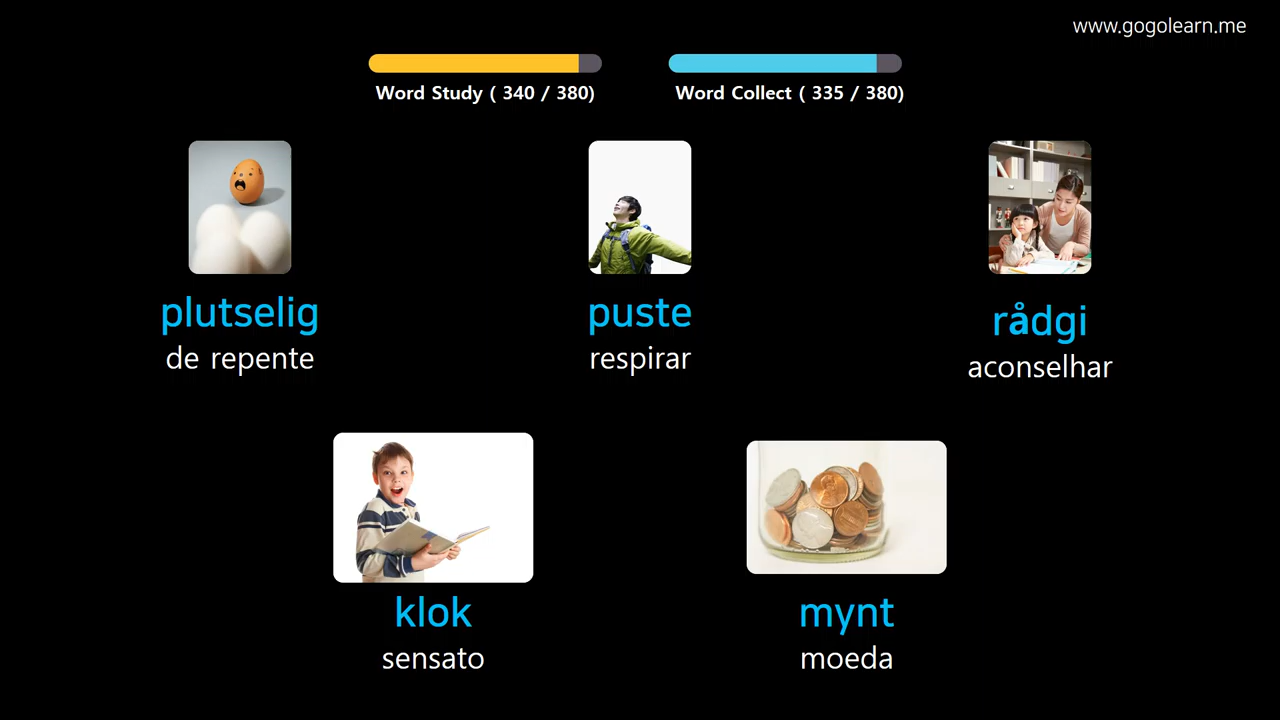 www.gogolearn.me
Word Study ( 340 / 380)
Word Collect ( 335 / 380)
plutselig
de repente
puste
respirar
rådgi
aconselhar
klok
sensato
mynt
moeda